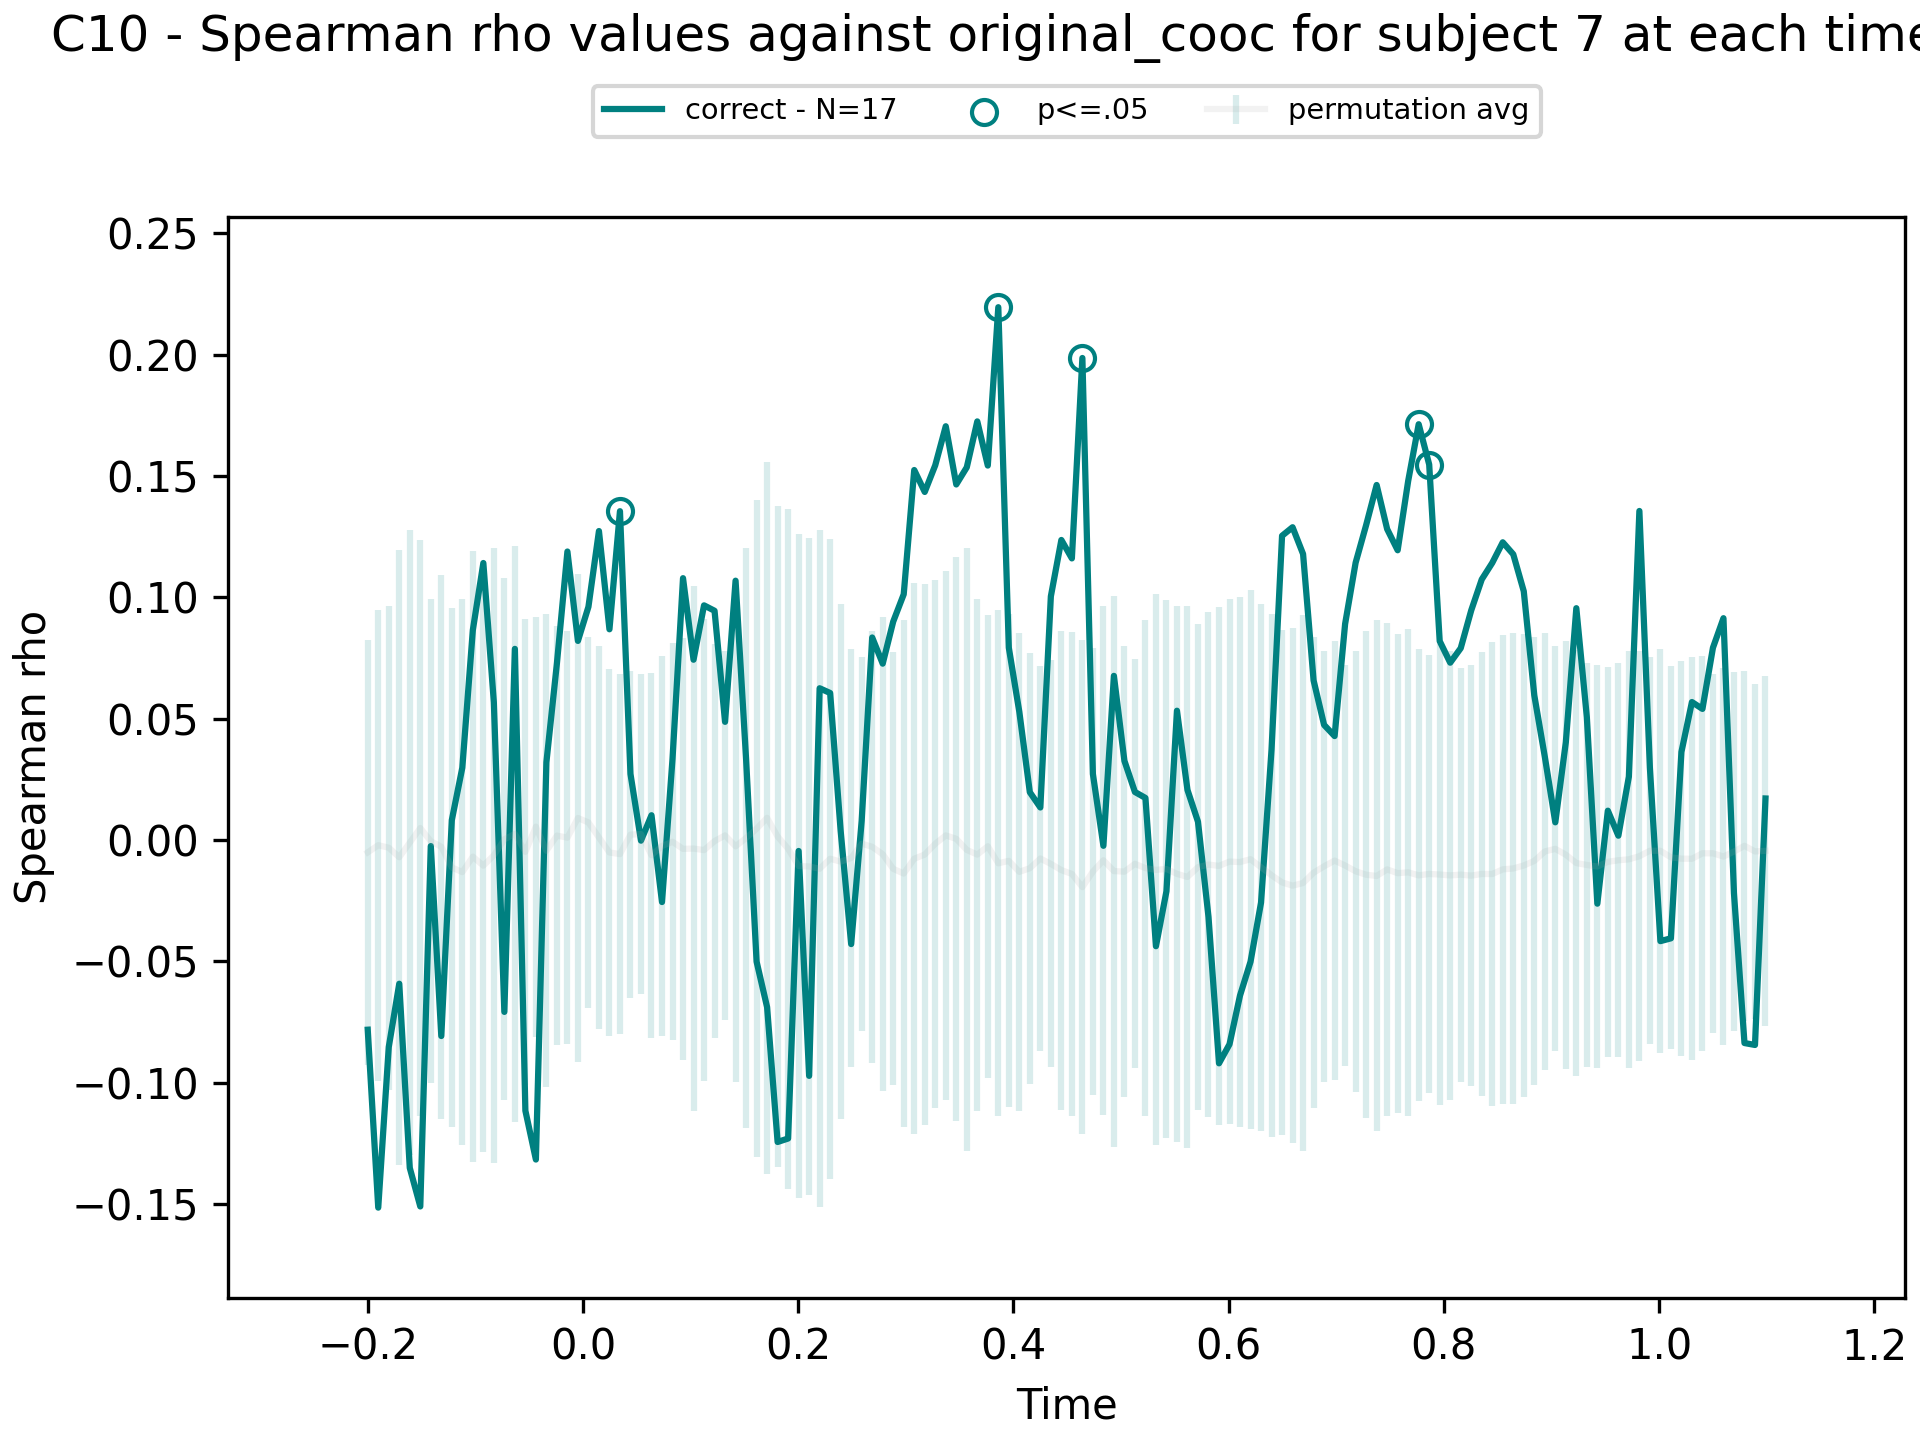 C10 - Spearman rho values against original_cooc for subject 7 at each time
correct - N=17 p<=.05 permutation avg
0.25
0.20
0.15
0.10
0.05
0.00
−0.05
−0.10
−0.15
Spearman rho
−0.2 0.0 0.2 0.4 0.6 0.8 1.0 1.2
Time